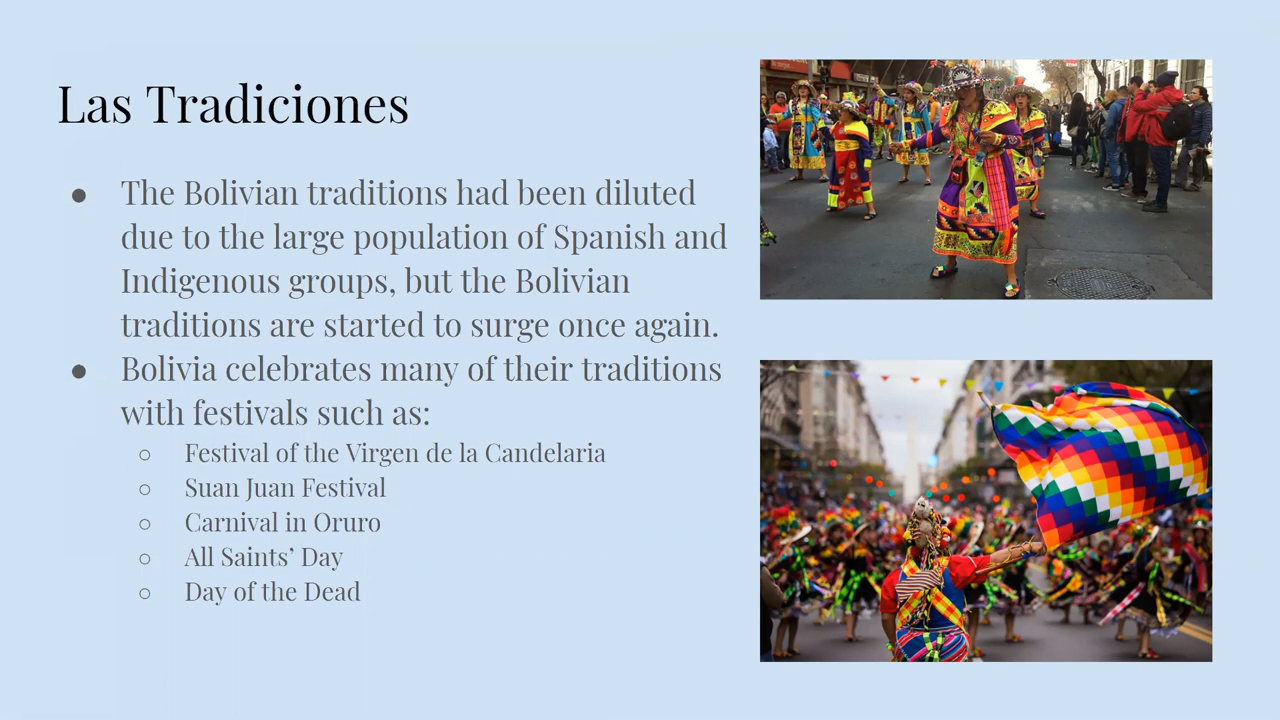 Las Tradiciones
● The Bolivian traditions had been diluted
due to the large population of Spanish and
Indigenous groups, but the Bolivian
traditions are started to surge once again.
● Bolivia celebrates many of their traditions
with festivals such as:
○ Festival of the Virgen de la Candelaria
○ Suan Juan Festival
○ Carnival in Oruro
○ All Saints’ Day
○ Day of the Dead